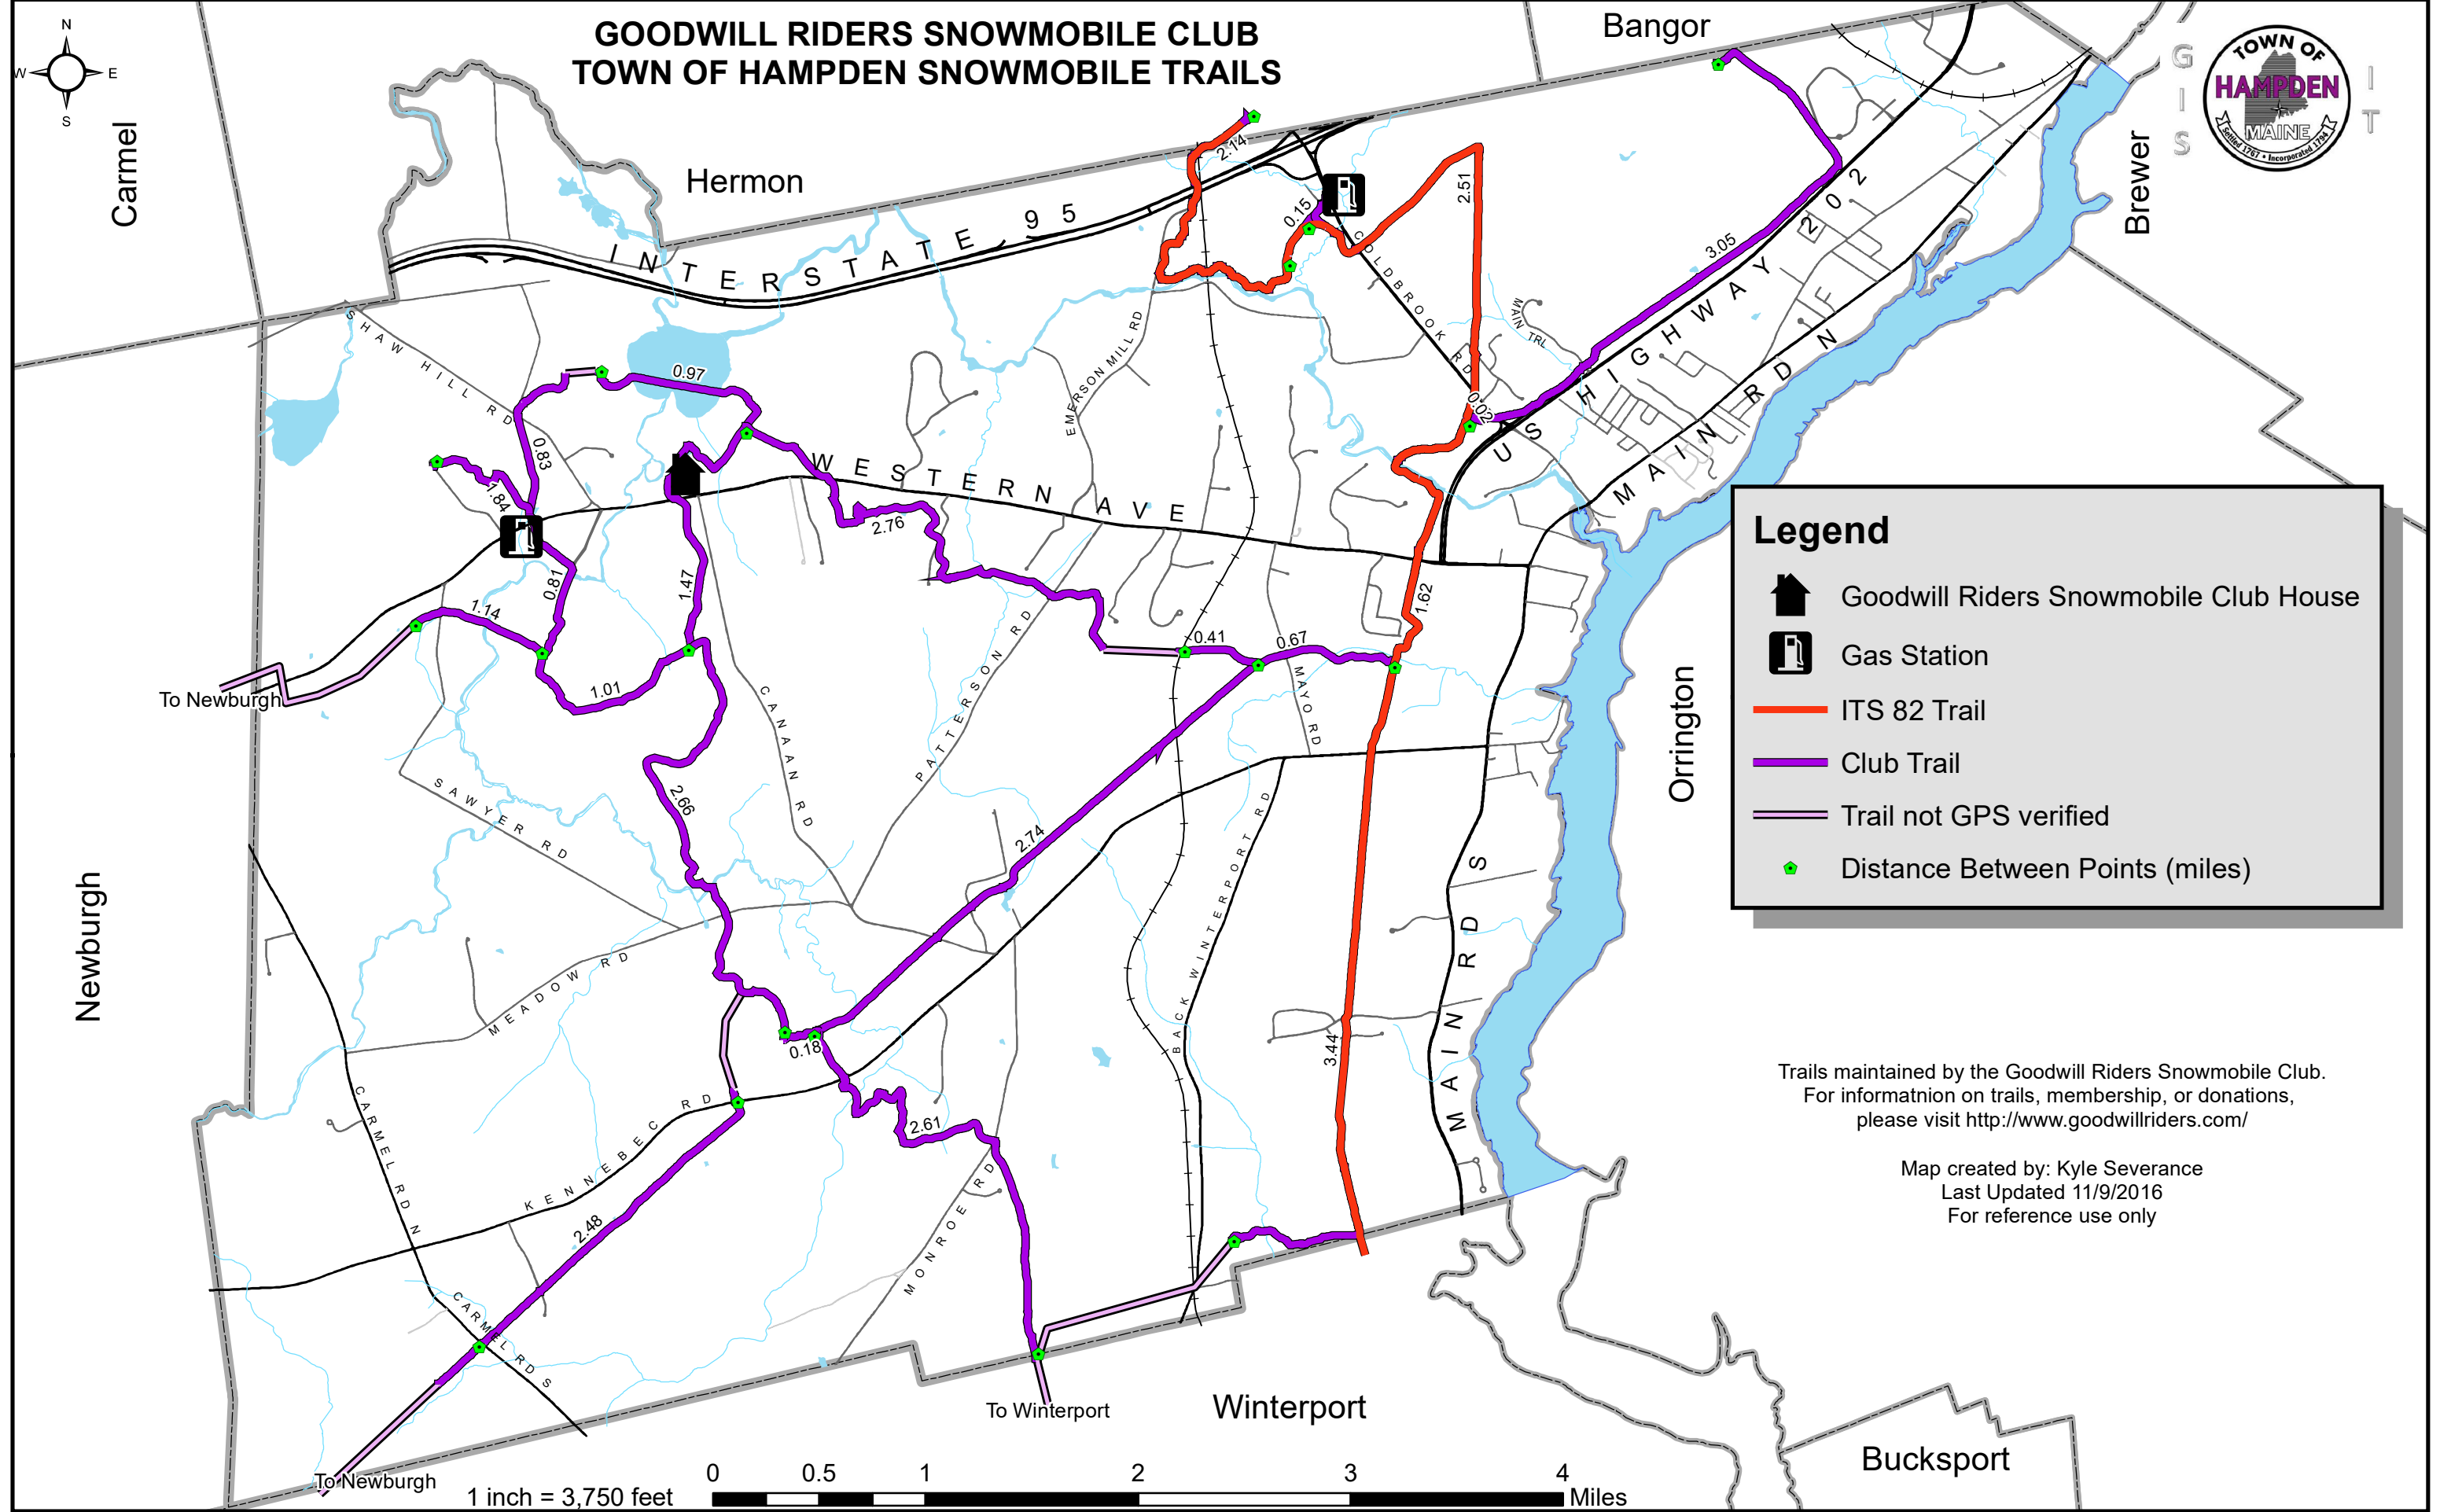 GOODWILL RIDERS SNOWMOBILE CLUB
TOWN OF HAMPDEN SNOWMOBILE TRAILS
N
W
E
S
Carmel
Hermon
Bangor
Brewer
G
I
S
TOWN OF
HAMPDEN
MAINE
Settled 1767 • Incorporated 1794
I
T
INTERSTATE 95
2.14
0.15
2.51
3.05
COLDBROOK RD
US HIGHWAY 202
MAIN TRL
MAIN RD N
SHAW HILL RD
EMERSON MILL RD
0.97
0.83
0.02
1.84
WESTERN AVE
2.76
0.81
1.47
1.14
1.62
0.41
0.67
1.01
To Newburgh
CANAAN RD
PATTERSON RD
MAYO RD
SAWYER RD
2.66
2.74
BACK WINTERPORT RD
MAIN RD S
Orrington
Newburgh
MEADOW RD
0.18
3.44
CARMEL RD N
KENNEBEC RD
2.61
2.48
MONROE RD
CARMEL RD S
To Newburgh
To Winterport
Winterport
Bucksport
Legend
Goodwill Riders Snowmobile Club House
Gas Station
ITS 82 Trail
Club Trail
Trail not GPS verified
Distance Between Points (miles)
Trails maintained by the Goodwill Riders Snowmobile Club.
For informatnion on trails, membership, or donations,
please visit http://www.goodwillriders.com/
Map created by: Kyle Severance
Last Updated 11/9/2016
For reference use only
0 0.5 1 2 3 4
1 inch = 3,750 feet
Miles